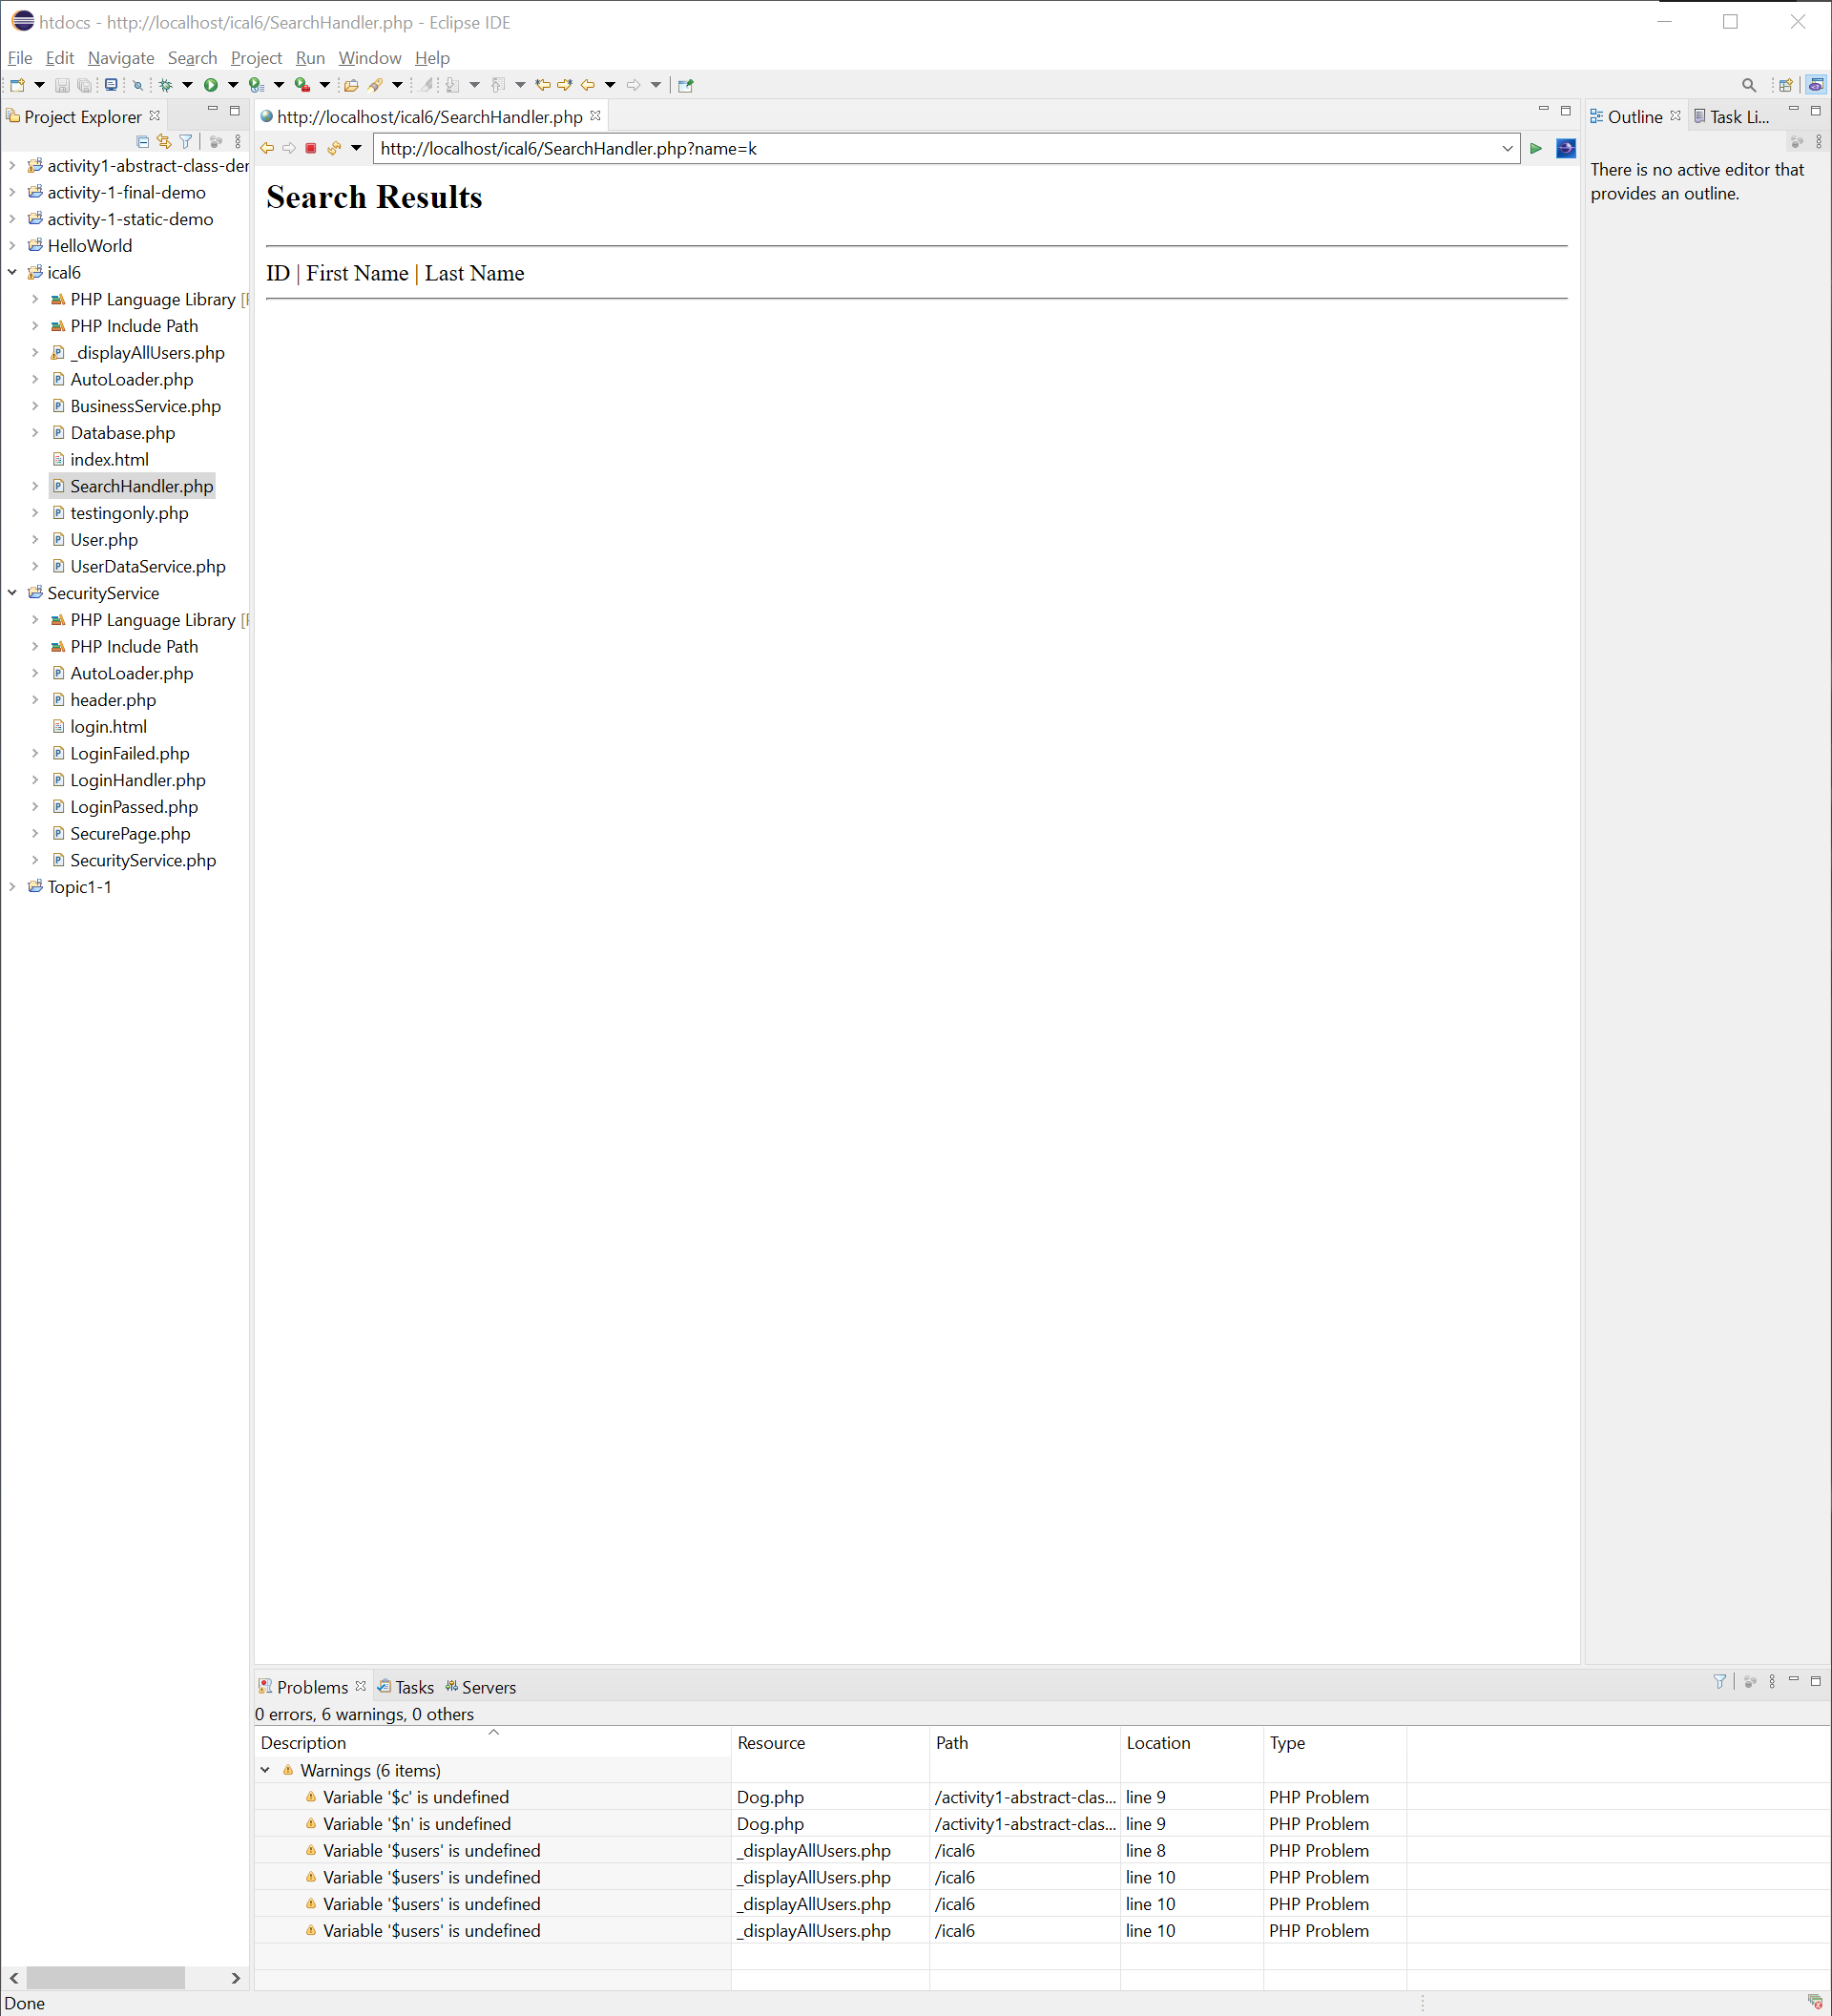 htdocs - http://localhost/ical6/SearchHandler.php - Eclipse IDE
File Edit Navigate Search Project Run Window Help
Project Explorer
activity1-abstract-class-der
activity-1-final-demo
activity-1-static-demo
HelloWorld
ical6
PHP Language Library [
PHP Include Path
_displayAllUsers.php
AutoLoader.php
BusinessService.php
Database.php
index.html
SearchHandler.php
testingonly.php
User.php
UserDataService.php
SecurityService
PHP Language Library [
PHP Include Path
AutoLoader.php
header.php
login.html
LoginFailed.php
LoginHandler.php
LoginPassed.php
SecurePage.php
SecurityService.php
Topic1-1
http://localhost/ical6/SearchHandler.php
http://localhost/ical6/SearchHandler.php?name=k
Search Results
ID | First Name | Last Name
Outline Task Li...
There is no active editor that
provides an outline.
Problems Tasks Servers
0 errors, 6 warnings, 0 others
Description Resource Path Location Type
Warnings (6 items)
Variable '$c' is undefined Dog.php /activity1-abstract-clas... line 9 PHP Problem
Variable '$n' is undefined Dog.php /activity1-abstract-clas... line 9 PHP Problem
Variable '$users' is undefined _displayAllUsers.php /ical6 line 8 PHP Problem
Variable '$users' is undefined _displayAllUsers.php /ical6 line 10 PHP Problem
Variable '$users' is undefined _displayAllUsers.php /ical6 line 10 PHP Problem
Variable '$users' is undefined _displayAllUsers.php /ical6 line 10 PHP Problem
Done